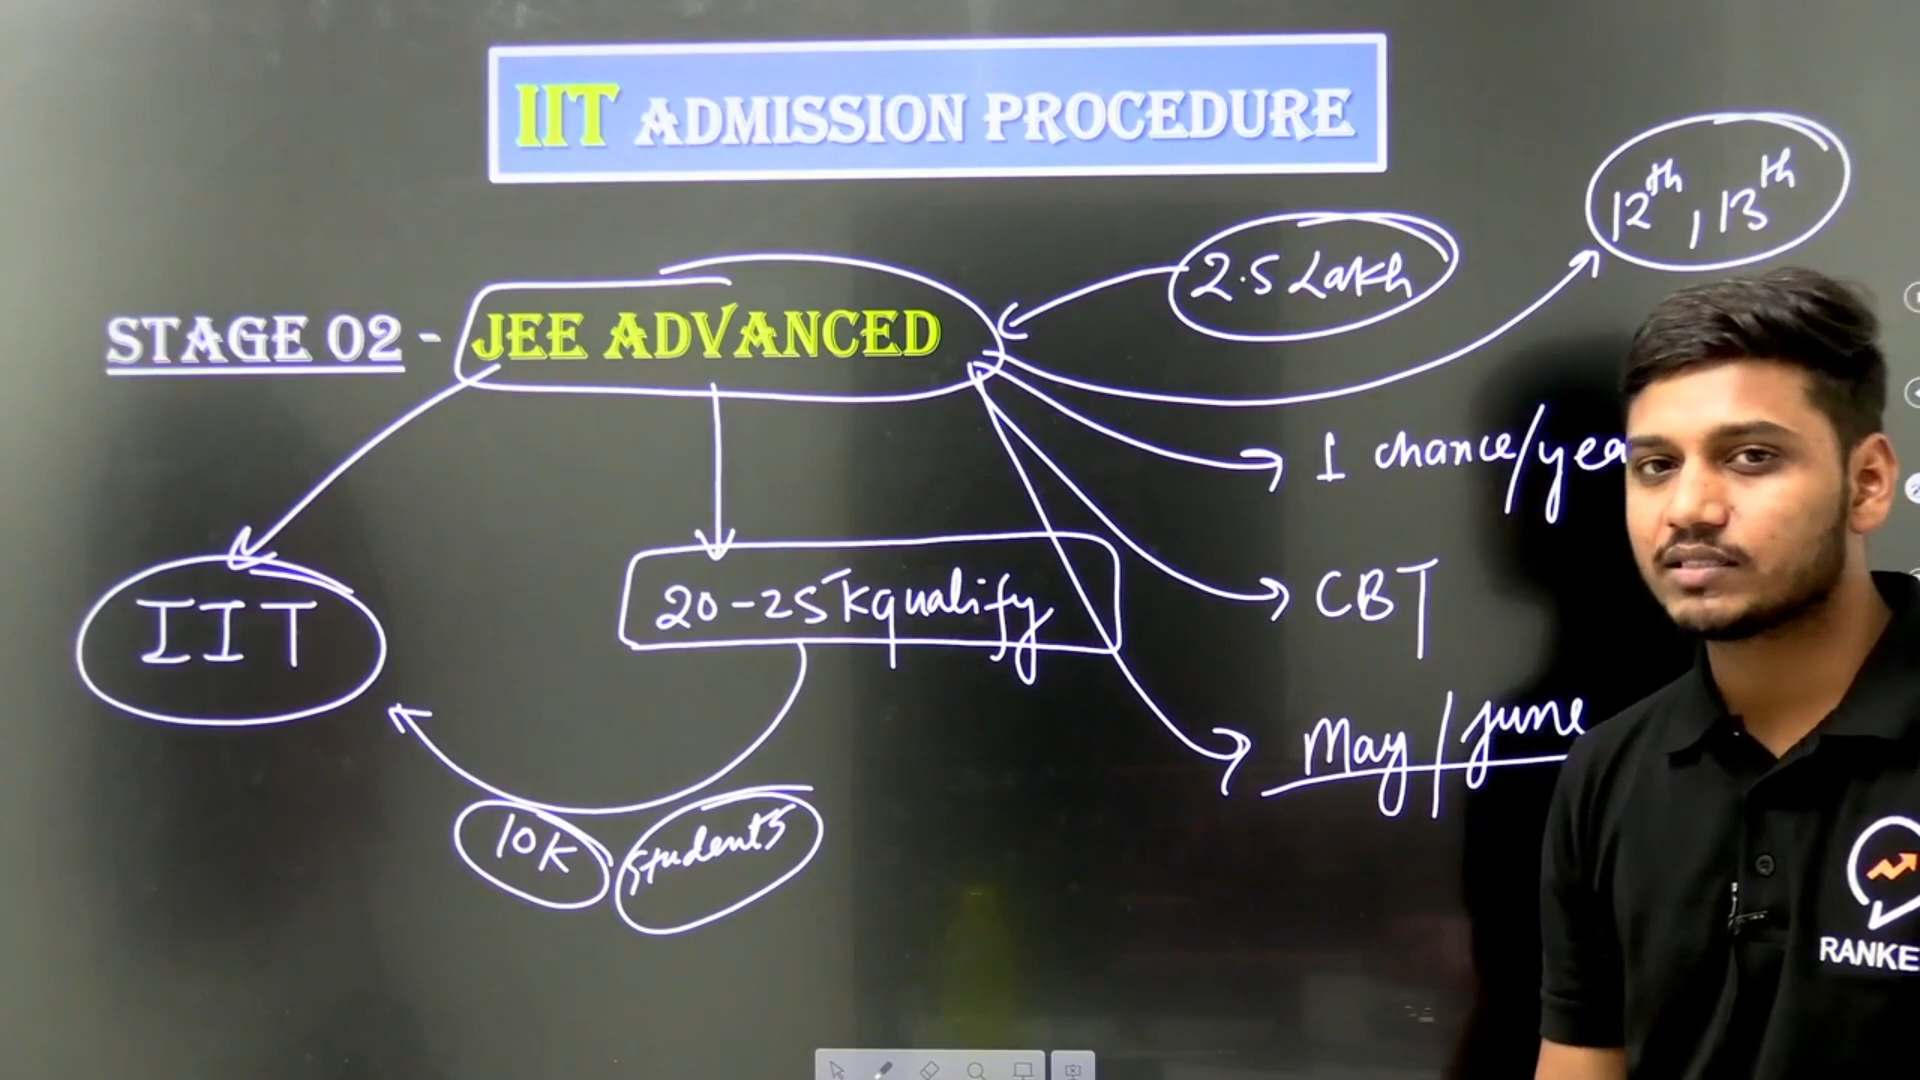 IIT ADMISSION PROCEDURE
12th, 13th
2.5 Lakh
STAGE 02 - JEE ADVANCED
1 chance/yea
20-25K qualify
CBT
IIT
May/june
10K students
RANKE